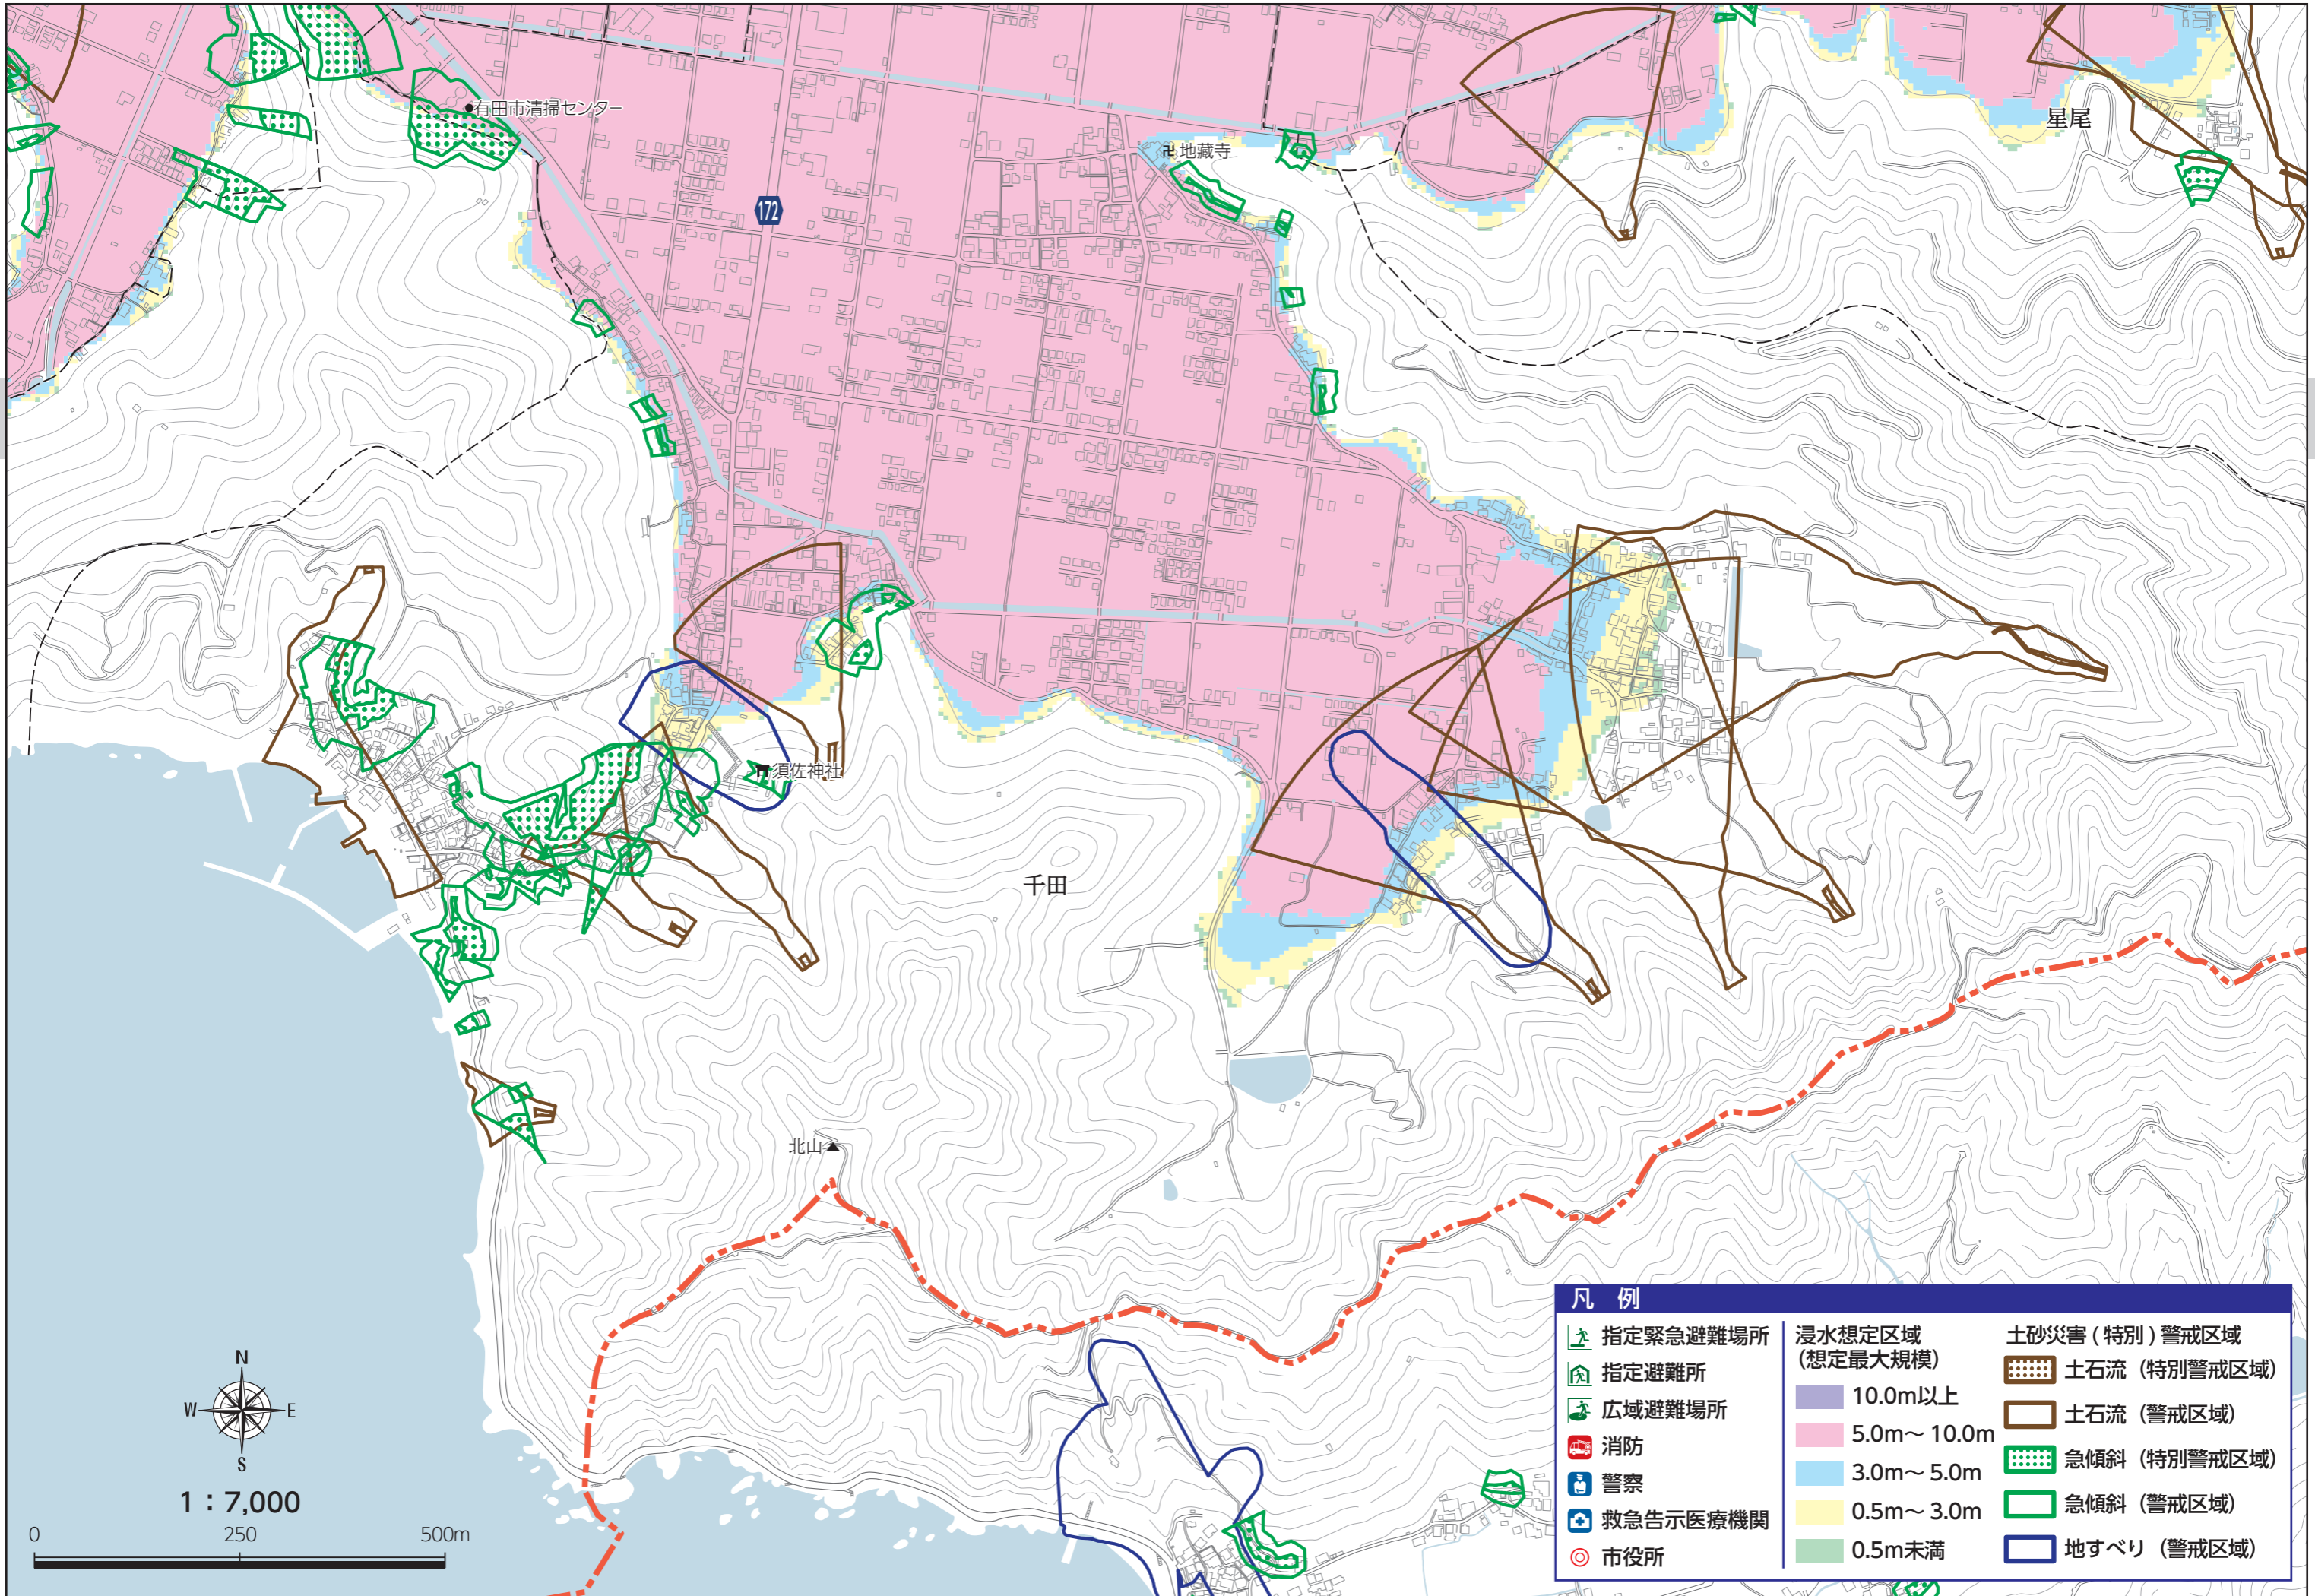 有田市清掃センター
地蔵寺
星尾
172
須佐神社
千田
北山
N
W
E
S
1：7,000
0
250
500m
凡　例
指定緊急避難場所
指定避難所
広域避難場所
消防
警察
救急告示医療機関
市役所
浸水想定区域
(想定最大規模)
10.0m以上
5.0m～10.0m
3.0m～5.0m
0.5m～3.0m
0.5m未満
土砂災害(特別)警戒区域
土石流（特別警戒区域）
土石流（警戒区域）
急傾斜（特別警戒区域）
急傾斜（警戒区域）
地すべり（警戒区域）